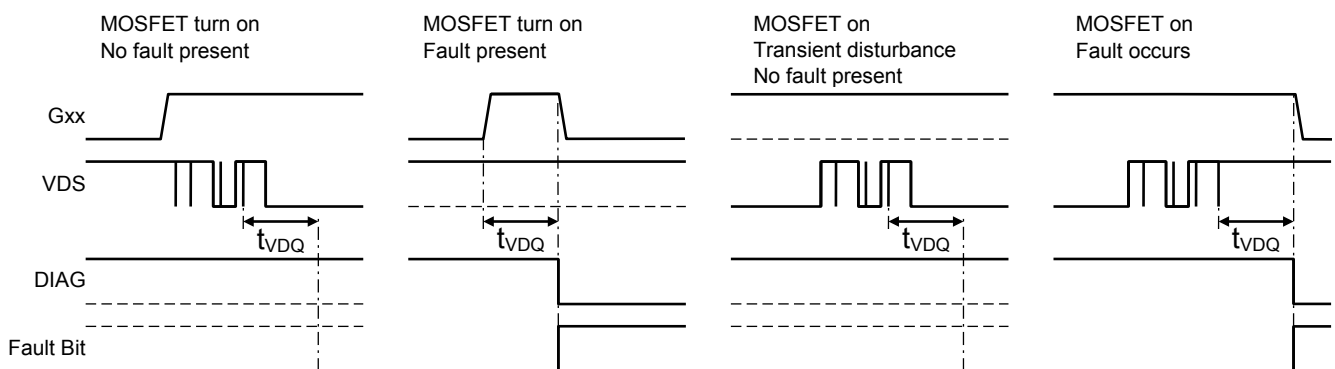 MOSFET turn on
No fault present
MOSFET turn on
Fault present
MOSFET on
Transient disturbance
No fault present
MOSFET on
Fault occurs
Gxx
VDS
tVDQ
tVDQ
tVDQ
tVDQ
DIAG
Fault Bit